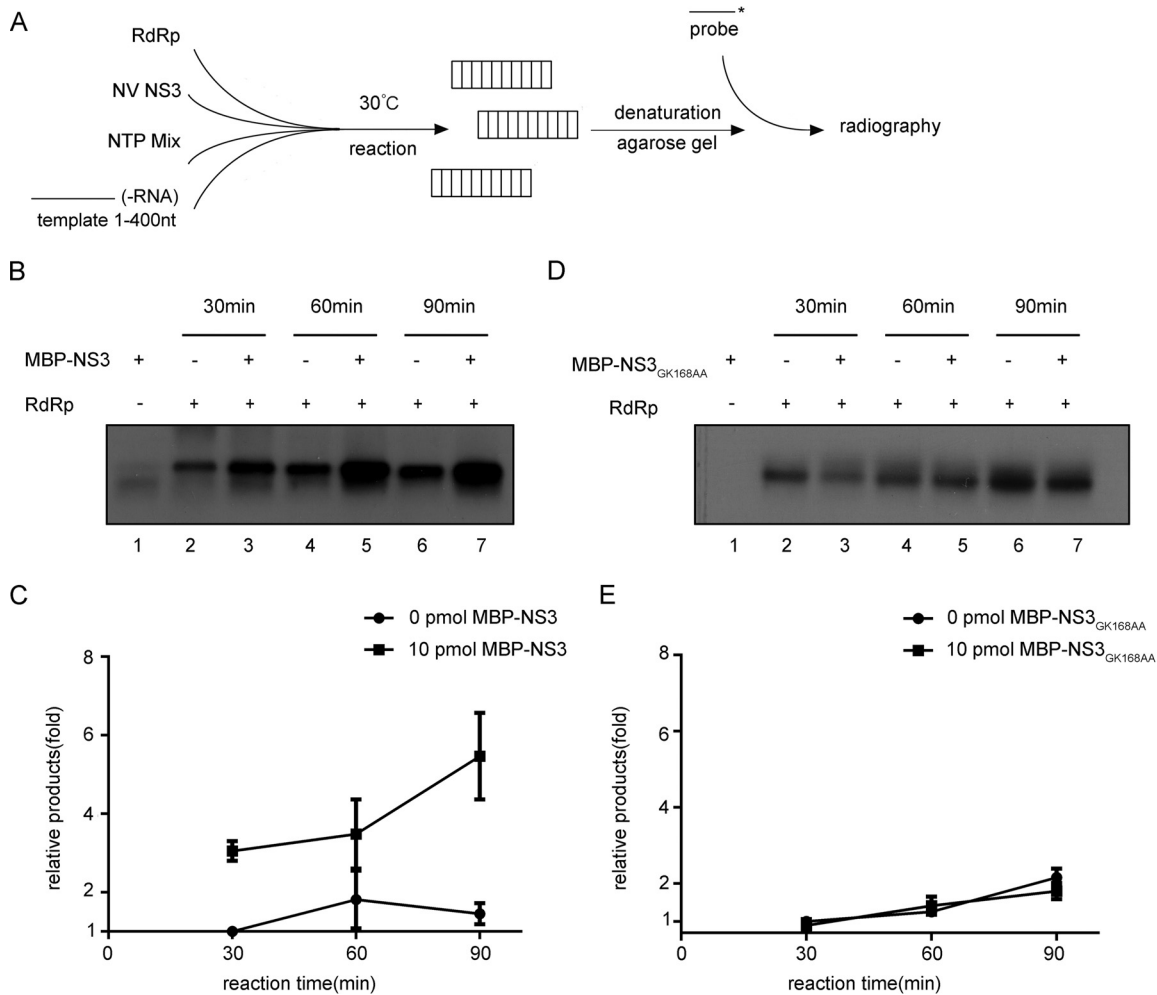 A
RdRp
NV NS3
NTP Mix
(-RNA)
template 1-400nt
30°C
reaction
denaturation
agarose gel
*
probe
radiography
B
30min 60min 90min
MBP-NS3 + - + - + - +
RdRp - + + + + + +
1 2 3 4 5 6 7
D
30min 60min 90min
MBP-NS3GK168AA + - + - + - +
RdRp - + + + + + +
1 2 3 4 5 6 7
C
0 pmol MBP-NS3
10 pmol MBP-NS3
relative products(fold)
8
6
4
2
1
0 30 60 90
reaction time(min)
E
0 pmol MBP-NS3GK168AA
10 pmol MBP-NS3GK168AA
relative products(fold)
8
6
4
2
1
0 30 60 90
reaction time(min)